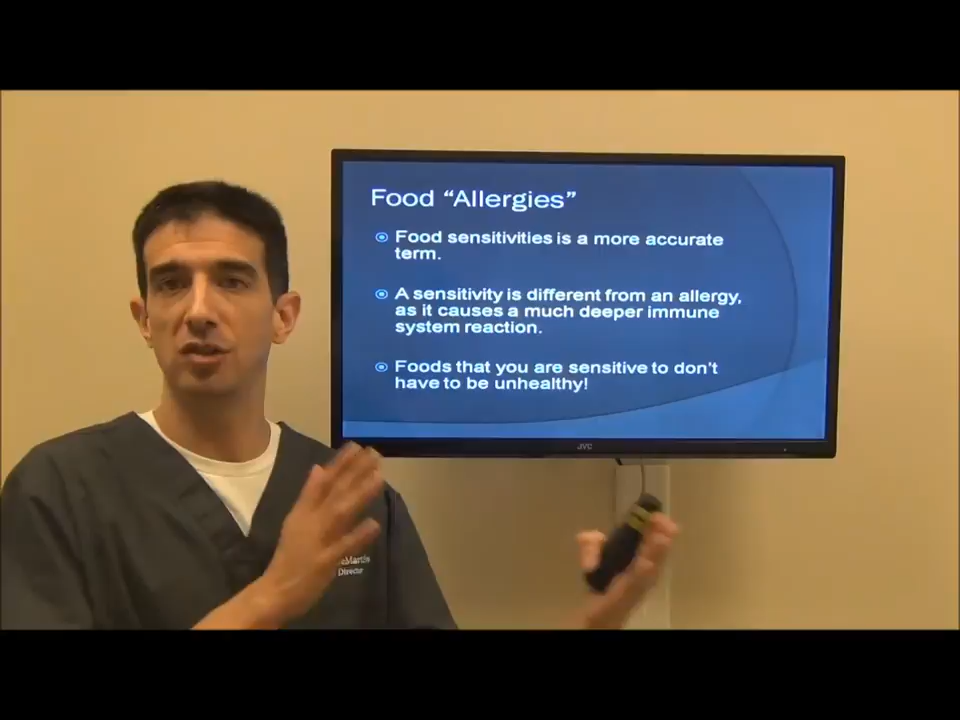 Food “Allergies”
Food sensitivities is a more accurate
term.
A sensitivity is different from an allergy,
as it causes a much deeper immune
system reaction.
Foods that you are sensitive to don’t
have to be unhealthy!
JVC
Director